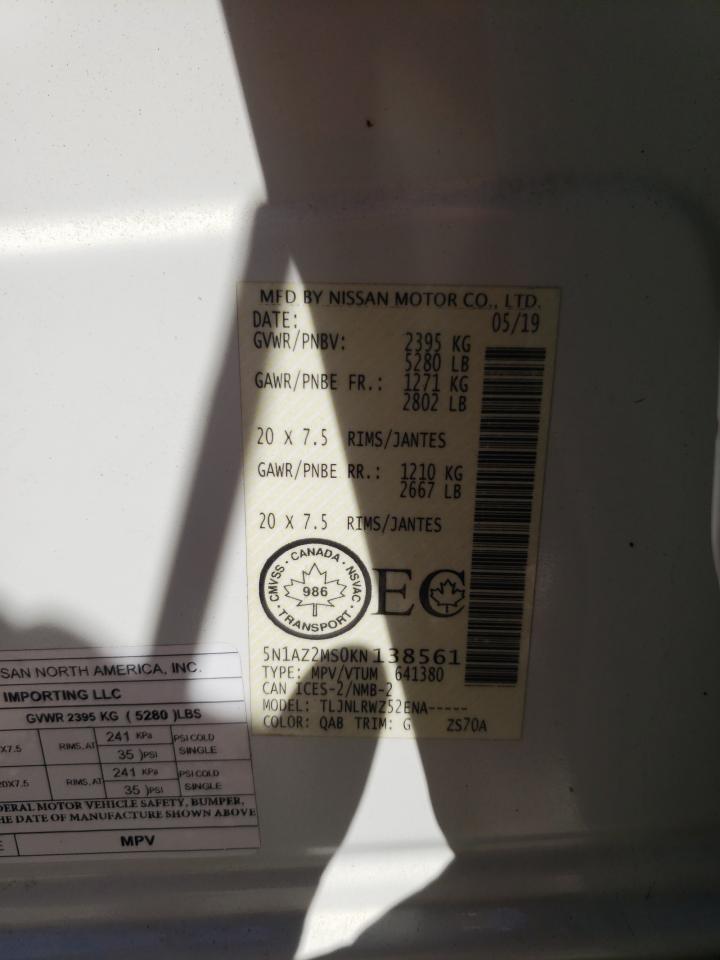 MFD BY NISSAN MOTOR CO., LTD.
DATE: 05/19
GVWR/PNBV: 2395 KG
5280 LB
GAWR/PNBE FR.: 1271 KG
2802 LB
20 X 7.5 RIMS/JANTES
GAWR/PNBE RR.: 1210 KG
2667 LB
20 X 7.5 RIMS/JANTES
CMVSS · CANADA · NSVAC
986
· TRANSPORT ·
EC
5N1AZ2MS0KN138561
TYPE: MPV/VTUM 641380
CAN ICES-2/NMB-2
MODEL: TLJNLRWZ52ENA-----
COLOR: QAB TRIM: G ZS70A
SAN NORTH AMERICA, INC.
IMPORTING LLC
GVWR 2395 KG ( 5280 )LBS
X7.5 RIMS, AT 241 KPa PSI COLD
35 )PSI SINGLE
20X7.5 RIMS, AT 241 KPa PSI COLD
35 )PSI SINGLE
DERAL MOTOR VEHICLE SAFETY, BUMPER,
HE DATE OF MANUFACTURE SHOWN ABOVE
E MPV